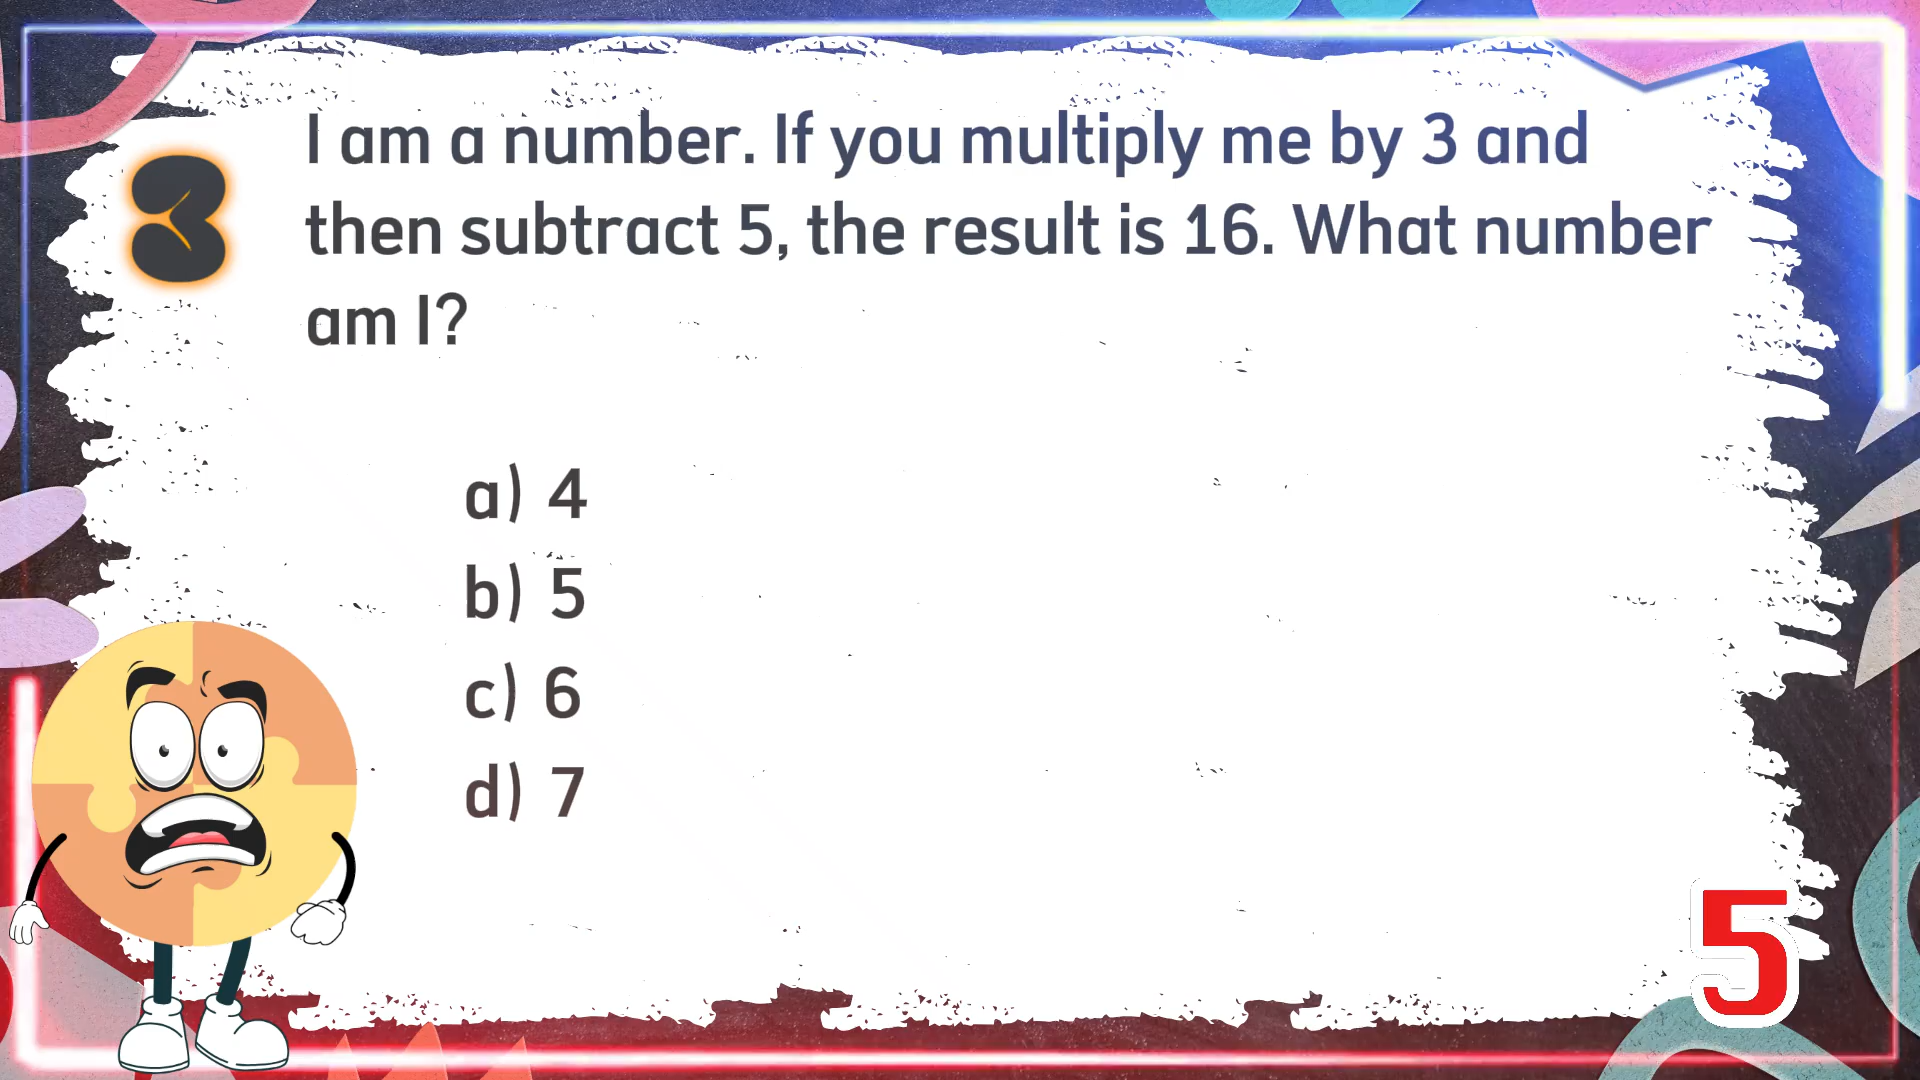 3
I am a number. If you multiply me by 3 and
then subtract 5, the result is 16. What number
am I?
a) 4
b) 5
c) 6
d) 7
5